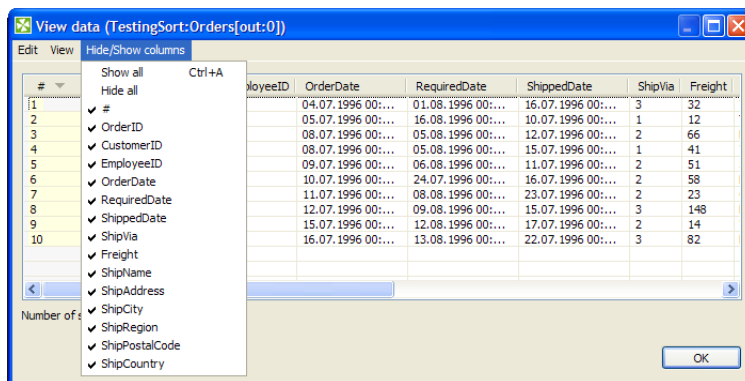 View data (TestingSort:Orders[out:0])
Edit View Hide/Show columns
Show all Ctrl+A
Hide all
#
OrderID
CustomerID
EmployeeID
OrderDate
RequiredDate
ShippedDate
ShipVia
Freight
ShipName
ShipAddress
ShipCity
ShipRegion
ShipPostalCode
ShipCountry
# OrderDate RequiredDate ShippedDate ShipVia Freight
1 04.07.1996 00:... 01.08.1996 00:... 16.07.1996 00:... 3 32
2 05.07.1996 00:... 16.08.1996 00:... 10.07.1996 00:... 1 12
3 08.07.1996 00:... 05.08.1996 00:... 12.07.1996 00:... 2 66
4 08.07.1996 00:... 05.08.1996 00:... 15.07.1996 00:... 1 41
5 09.07.1996 00:... 06.08.1996 00:... 11.07.1996 00:... 2 51
6 10.07.1996 00:... 24.07.1996 00:... 16.07.1996 00:... 2 58
7 11.07.1996 00:... 08.08.1996 00:... 23.07.1996 00:... 2 23
8 12.07.1996 00:... 09.08.1996 00:... 15.07.1996 00:... 3 148
9 15.07.1996 00:... 12.08.1996 00:... 17.07.1996 00:... 2 14
10 16.07.1996 00:... 13.08.1996 00:... 22.07.1996 00:... 3 82
Number of
OK